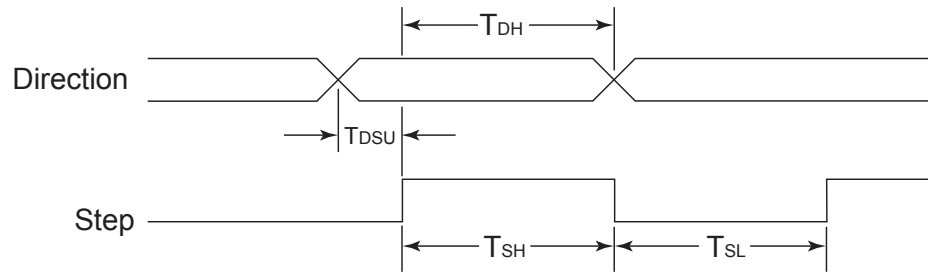 TDH
Direction
TDSU
Step
TSH
TSL